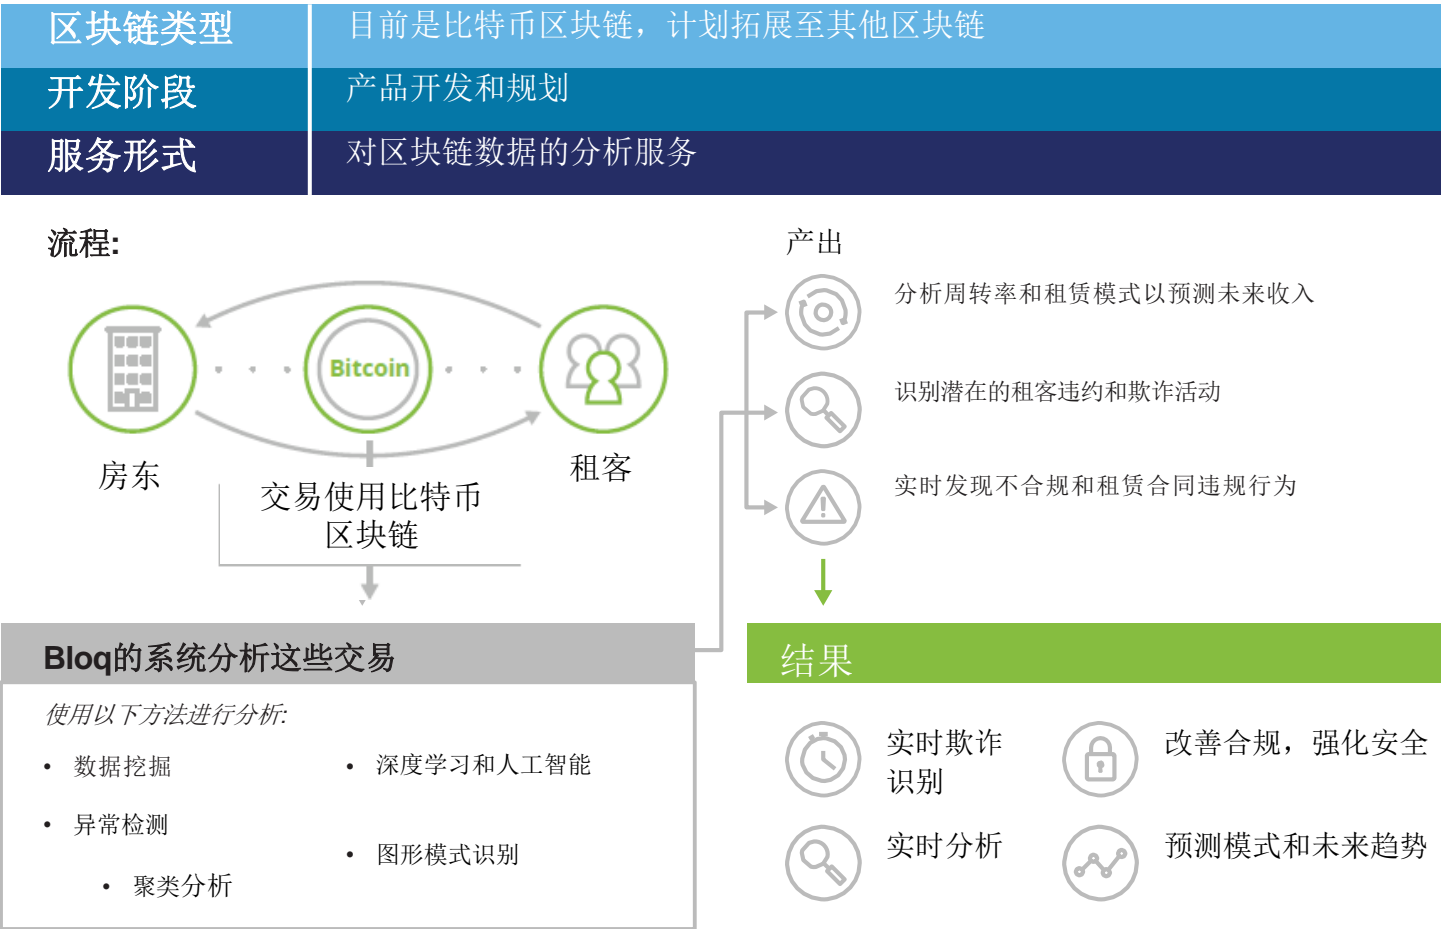 区块链类型
目前是比特币区块链，计划拓展至其他区块链
开发阶段
产品开发和规划
服务形式
对区块链数据的分析服务
流程:
Bitcoin
房东
租客
交易使用比特币
区块链
Bloq的系统分析这些交易
使用以下方法进行分析:
• 数据挖掘
• 异常检测
• 聚类分析
• 深度学习和人工智能
• 图形模式识别
产出
分析周转率和租赁模式以预测未来收入
识别潜在的租客违约和欺诈活动
实时发现不合规和租赁合同违规行为
结果
实时欺诈
识别
改善合规，强化安全
实时分析
预测模式和未来趋势